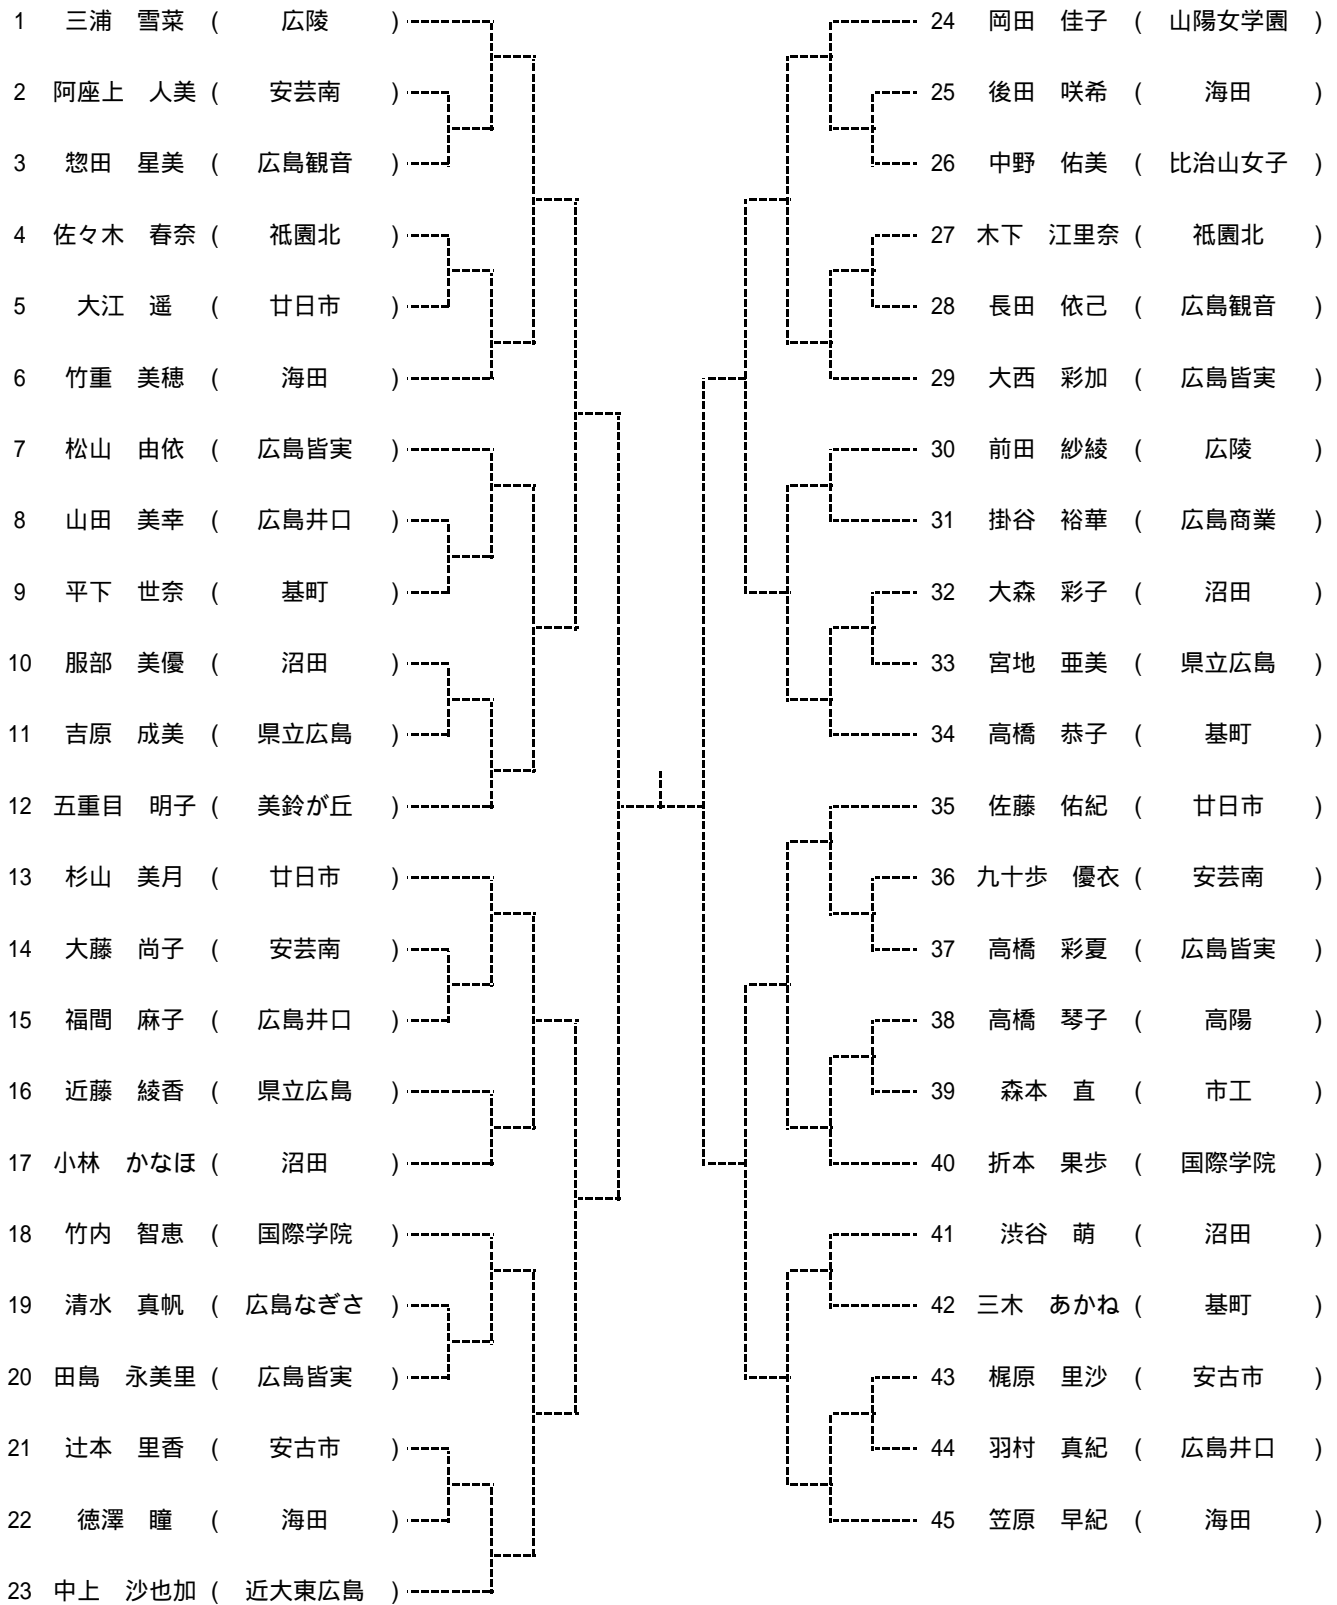 1 三浦 雪菜 ( 広陵 )
2 阿座上 人美 ( 安芸南 )
3 惣田 星美 ( 広島観音 )
4 佐々木 春奈 ( 祗園北 )
5 大江 遥 ( 廿日市 )
6 竹重 美穂 ( 海田 )
7 松山 由依 ( 広島皆実 )
8 山田 美幸 ( 広島井口 )
9 平下 世奈 ( 基町 )
10 服部 美優 ( 沼田 )
11 吉原 成美 ( 県立広島 )
12 五重目 明子 ( 美鈴が丘 )
13 杉山 美月 ( 廿日市 )
14 大藤 尚子 ( 安芸南 )
15 福間 麻子 ( 広島井口 )
16 近藤 綾香 ( 県立広島 )
17 小林 かなほ ( 沼田 )
18 竹内 智恵 ( 国際学院 )
19 清水 真帆 ( 広島なぎさ )
20 田島 永美里 ( 広島皆実 )
21 辻本 里香 ( 安古市 )
22 徳澤 瞳 ( 海田 )
23 中上 沙也加 ( 近大東広島 )
24 岡田 佳子 ( 山陽女学園 )
25 後田 咲希 ( 海田 )
26 中野 佑美 ( 比治山女子 )
27 木下 江里奈 ( 祗園北 )
28 長田 依己 ( 広島観音 )
29 大西 彩加 ( 広島皆実 )
30 前田 紗綾 ( 広陵 )
31 掛谷 裕華 ( 広島商業 )
32 大森 彩子 ( 沼田 )
33 宮地 亜美 ( 県立広島 )
34 高橋 恭子 ( 基町 )
35 佐藤 佑紀 ( 廿日市 )
36 九十歩 優衣 ( 安芸南 )
37 高橋 彩夏 ( 広島皆実 )
38 高橋 琴子 ( 高陽 )
39 森本 直 ( 市工 )
40 折本 果歩 ( 国際学院 )
41 渋谷 萌 ( 沼田 )
42 三木 あかね ( 基町 )
43 梶原 里沙 ( 安古市 )
44 羽村 真紀 ( 広島井口 )
45 笠原 早紀 ( 海田 )